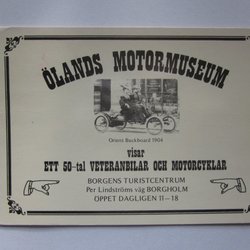 ÖLANDS MOTORMUSEUM
Orient Buckboard 1904
visar
ETT 50-tal VETERANBILAR OCH MOTORCYKLAR
BORGENS TURISTCENTRUM
Per Lindströms väg BORGHOLM
ÖPPET DAGLIGEN 11-18